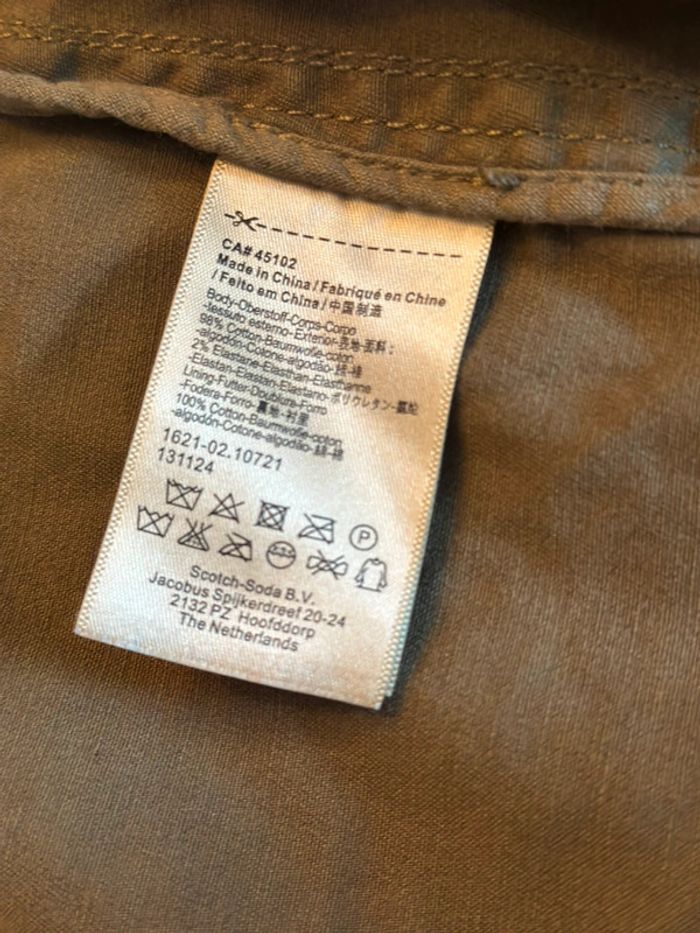 CA# 45102
Made in China / Fabriqué en Chine
/ Feito em China / 中国制造
Body-Oberstoff-Corps-Corpo
-Tessuto esterno-Exterior-表地-面料:
98% Cotton-Baumwolle-coton
-algodón-Cotone-algodão-綿-棉
2% Elastane-Elasthan-Elasthanne
-Elastan-Elastan-Elastano-ポリウレタン-氨纶
Lining-Futter-Doublure-Forro
-Fodera-Forro-裏地-衬里
100% Cotton-Baumwolle-coton
-algodón-Cotone-algodão-綿-棉
1621-02.10721
131124
P
Scotch-Soda B.V.
Jacobus Spijkerdreef 20-24
2132 PZ Hoofddorp
The Netherlands